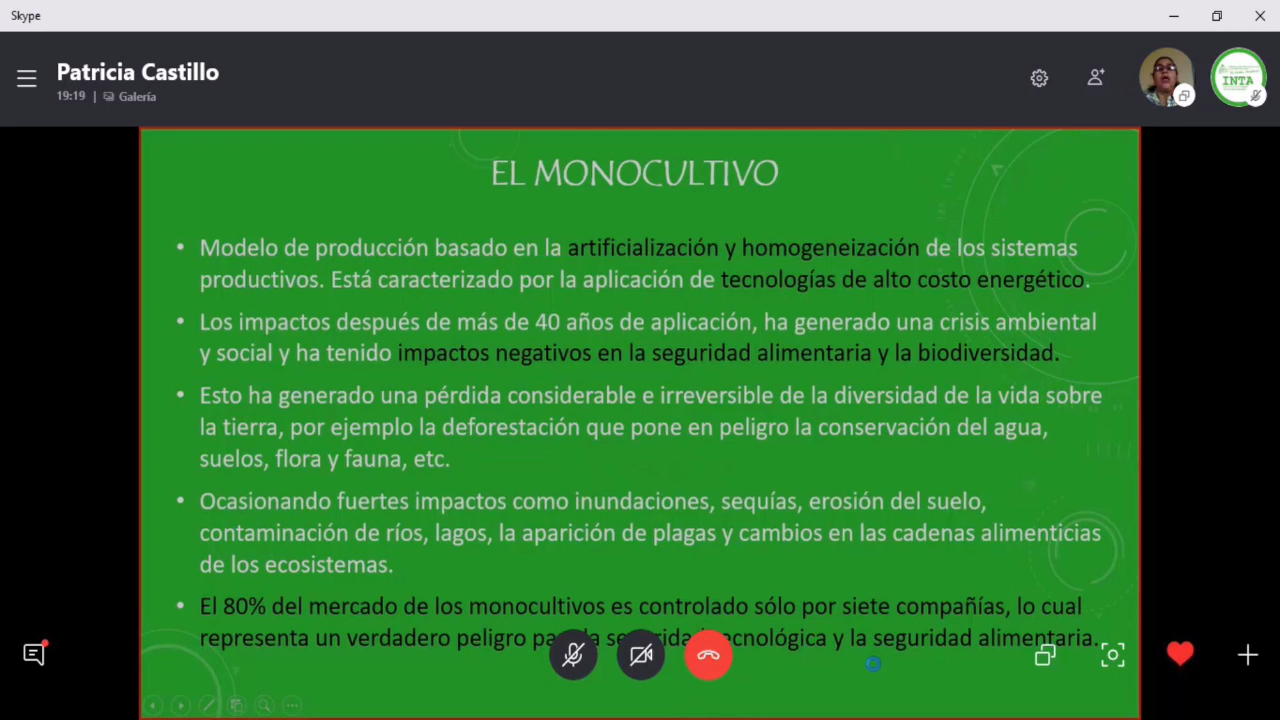 Skype
Patricia Castillo
19:19 | Galería
INTA
EL MONOCULTIVO
• Modelo de producción basado en la artificialización y homogeneización de los sistemas
productivos. Está caracterizado por la aplicación de tecnologías de alto costo energético.
• Los impactos después de más de 40 años de aplicación, ha generado una crisis ambiental
y social y ha tenido impactos negativos en la seguridad alimentaria y la biodiversidad.
• Esto ha generado una pérdida considerable e irreversible de la diversidad de la vida sobre
la tierra, por ejemplo la deforestación que pone en peligro la conservación del agua,
suelos, flora y fauna, etc.
• Ocasionando fuertes impactos como inundaciones, sequías, erosión del suelo,
contaminación de ríos, lagos, la aparición de plagas y cambios en las cadenas alimenticias
de los ecosistemas.
• El 80% del mercado de los monocultivos es controlado sólo por siete compañías, lo cual
representa un verdadero peligro para la seguridad tecnológica y la seguridad alimentaria.